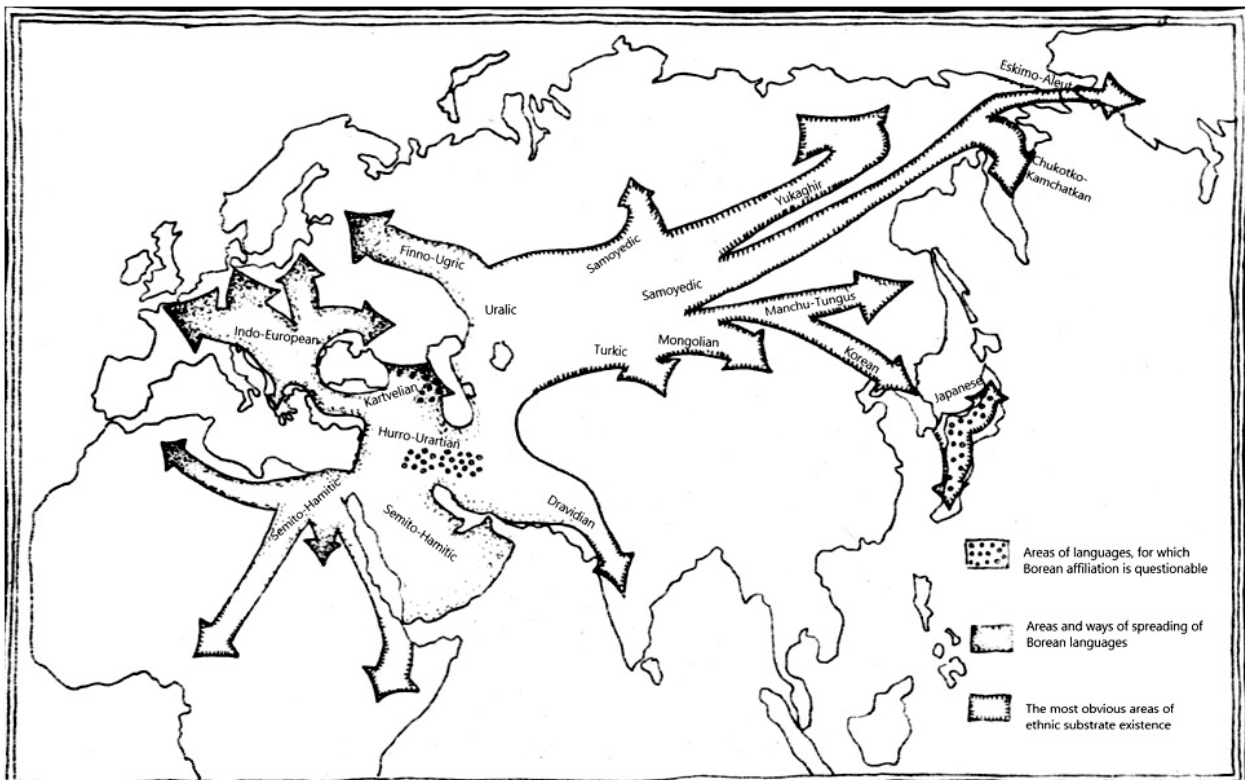 Eskimo-Aleut
Chukotko-
Kamchatkan
Yukaghir
Samoyedic
Finno-Ugric
Samoyedic
Uralic
Manchu-Tungus
Indo-European
Mongolian
Turkic
Korean
Kartvelian
Japanese
Hurro-Urartian
Semito-Hamitic
Semito-Hamitic
Dravidian
Areas of languages, for which
Borean affiliation is questionable
Areas and ways of spreading of
Borean languages
The most obvious areas of
ethnic substrate existence